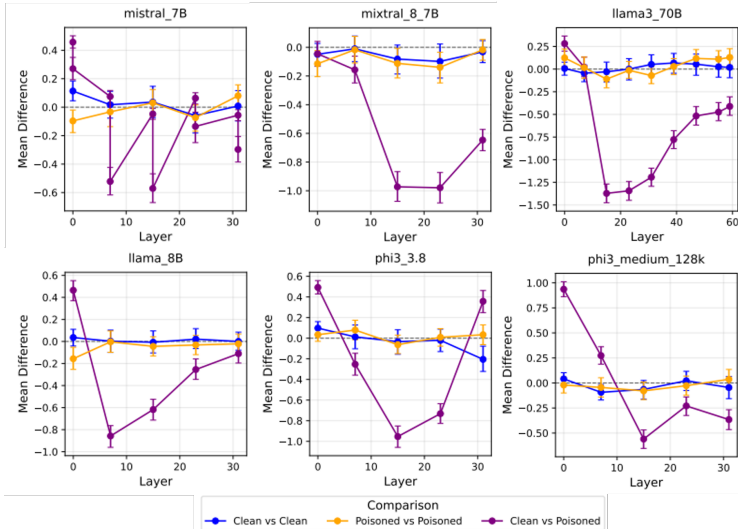 mistral_7B
mixtral_8_7B
llama3_70B
0.4
0.2
0.0
−0.2
−0.4
−0.6
Mean Difference
0 10 20 30
Layer
0.0
−0.2
−0.4
−0.6
−0.8
−1.0
Mean Difference
0 10 20 30
Layer
0.25
0.00
−0.25
−0.50
−0.75
−1.00
−1.25
−1.50
Mean Difference
0 10 20 30 40 50 60
Layer
llama_8B
phi3_3.8
phi3_medium_128k
0.6
0.4
0.2
0.0
−0.2
−0.4
−0.6
−0.8
−1.0
Mean Difference
0 10 20 30
Layer
0.6
0.4
0.2
0.0
−0.2
−0.4
−0.6
−0.8
−1.0
Mean Difference
0 10 20 30
Layer
1.00
0.75
0.50
0.25
0.00
−0.25
−0.50
Mean Difference
0 10 20 30
Layer
Comparison
Clean vs Clean Poisoned vs Poisoned Clean vs Poisoned